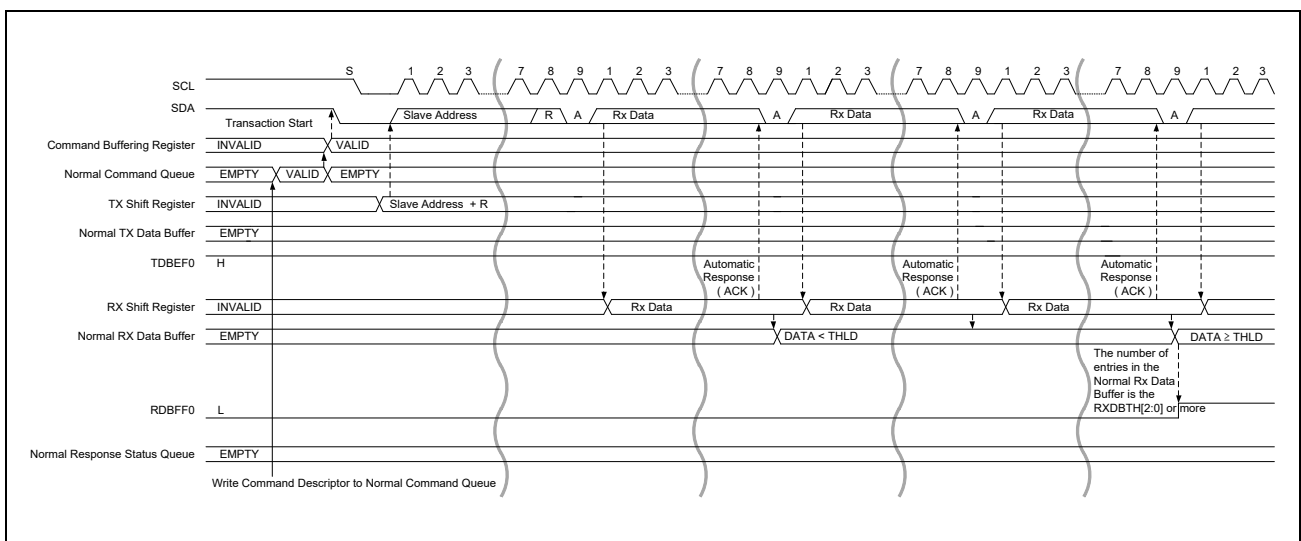 S 1 2 3 7 8 9 1 2 3 7 8 9 1 2 3 7 8 9 1 2 3 7 8 9 1 2 3
SCL
SDA
Transaction Start
Slave Address R A Rx Data A Rx Data A Rx Data A
Command Buffering Register INVALID VALID
Normal Command Queue EMPTY VALID EMPTY
TX Shift Register INVALID Slave Address + R
Normal TX Data Buffer EMPTY
TDBEF0 H
Automatic Response ( ACK )
Automatic Response ( ACK )
Automatic Response ( ACK )
RX Shift Register INVALID Rx Data Rx Data Rx Data
Normal RX Data Buffer EMPTY DATA < THLD DATA ≥ THLD
The number of
entries in the
Normal Rx Data
Buffer is the
RXDBTH[2:0] or more
RDBFF0 L
Normal Response Status Queue EMPTY
Write Command Descriptor to Normal Command Queue